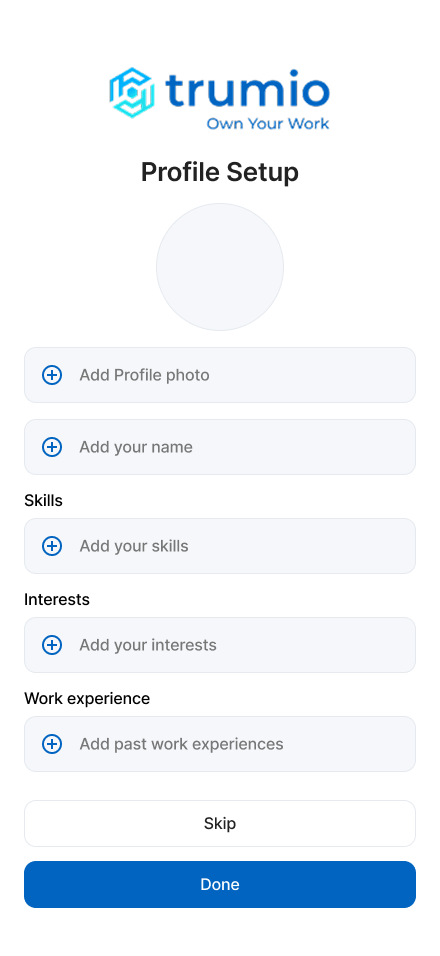 trumio
Own Your Work
Profile Setup
Add Profile photo
Add your name
Skills
Add your skills
Interests
Add your interests
Work experience
Add past work experiences
Skip
Done